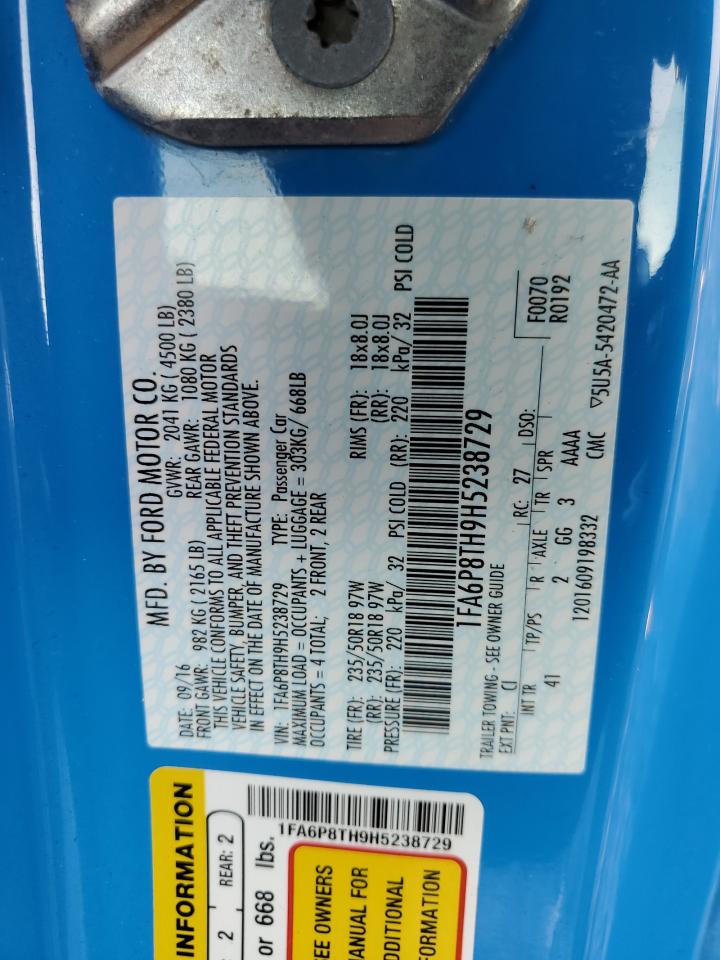 MFD. BY FORD MOTOR CO.
DATE: 09/16 GVWR: 2041 KG ( 4500 LB)
FRONT GAWR: 982 KG ( 2165 LB) REAR GAWR: 1080 KG ( 2380 LB)
THIS VEHICLE CONFORMS TO ALL APPLICABLE FEDERAL MOTOR
VEHICLE SAFETY, BUMPER, AND THEFT PREVENTION STANDARDS
IN EFFECT ON THE DATE OF MANUFACTURE SHOWN ABOVE.
VIN: 1FA6P8TH9H5238729 TYPE: Passenger Car
MAXIMUM LOAD = OCCUPANTS + LUGGAGE = 303KG/ 668LB
OCCUPANTS = 4 TOTAL; 2 FRONT, 2 REAR
TIRE (FR): 235/50R18 97W RIMS (FR): 18x8.0J
(RR): 235/50R18 97W (RR): 18x8.0J
PRESSURE (FR): 220 kPa/ 32 PSI COLD (RR): 220 kPa/ 32 PSI COLD
1FA6P8TH9H5238729
TRAILER TOWING - SEE OWNER GUIDE
EXT PNT: CI RC: 27 DSO: F0070
R0192
INT TR TP/PS R AXLE TR SPR
41 2 GG 3 AAAA
1201609198332 CMC ▽5U5A-5420472-AA
INFORMATION
2 REAR: 2
or 668 lbs.
1FA6P8TH9H5238729
SEE OWNERS
MANUAL FOR
ADDITIONAL
INFORMATION